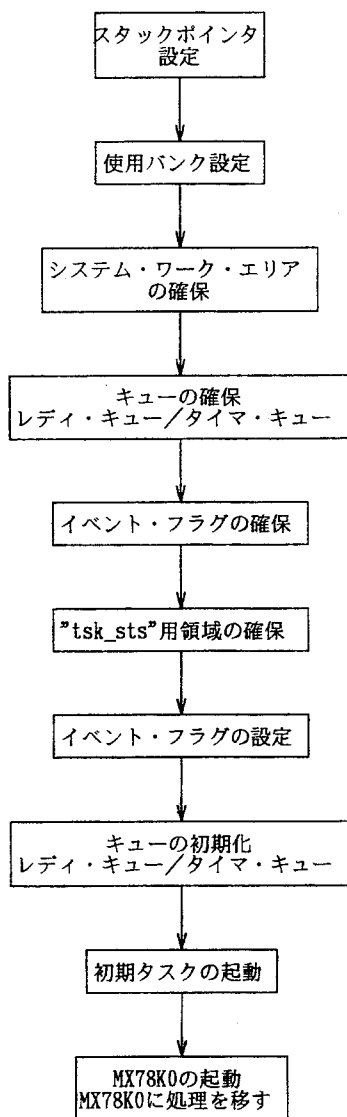 スタックポインタ
設定
使用バンク設定
システム・ワーク・エリア
の確保
キューの確保
レディ・キュー/タイマ・キュー
イベント・フラグの確保
”tsk_sts”用領域の確保
イベント・フラグの設定
キューの初期化
レディ・キュー/タイマ・キュー
初期タスクの起動
MX78K0の起動
MX78K0に処理を移す